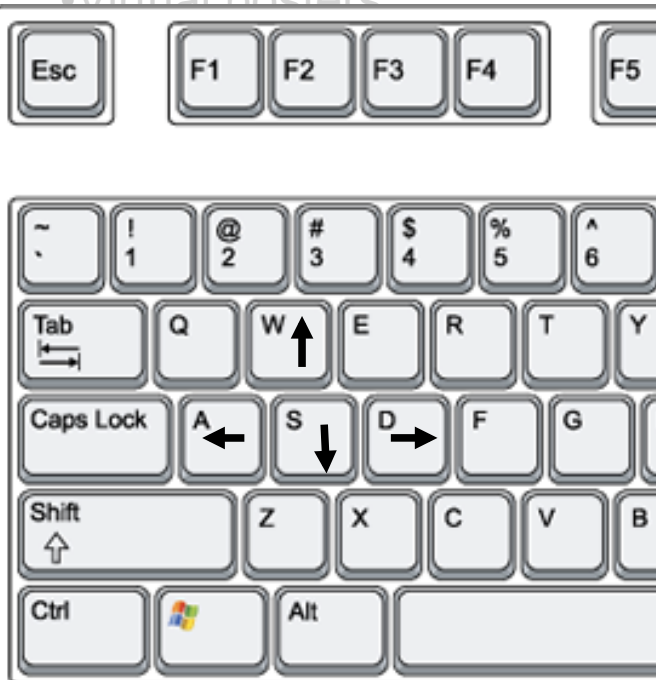 Esc F1 F2 F3 F4 F5
~ ! @ # $ % ^
` 1 2 3 4 5 6
Tab Q W E R T Y
Caps Lock A S D F G
Shift Z X C V B
Ctrl Alt